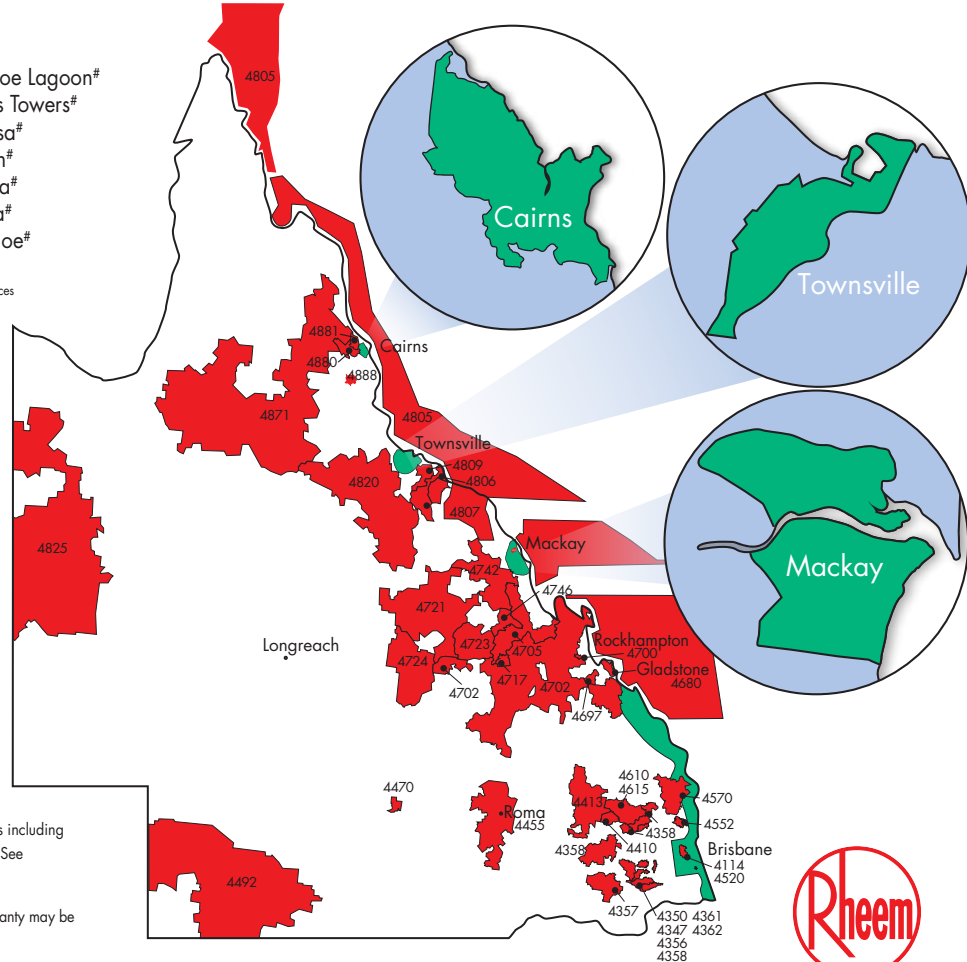 4805
oe Lagoon#
s Towers#
sa#
n#
a#
a#
oe#
ces
Cairns
Townsville
Mackay
4881
4880
4888
Cairns
4871
4805
Townsville
4809
4806
4820
4807
4825
Mackay
4742
4746
4721
4723
4705
4724
4702
4717
4702
Rockhampton
4700
Gladstone
4680
4697
Longreach
4470
Roma
4455
4610
4615
4413
4358
4410
4358
4570
4552
Brisbane
4114
4520
4492
4357
4350 4361
4347 4362
4356
4358
s including
See
anty may be
Rheem